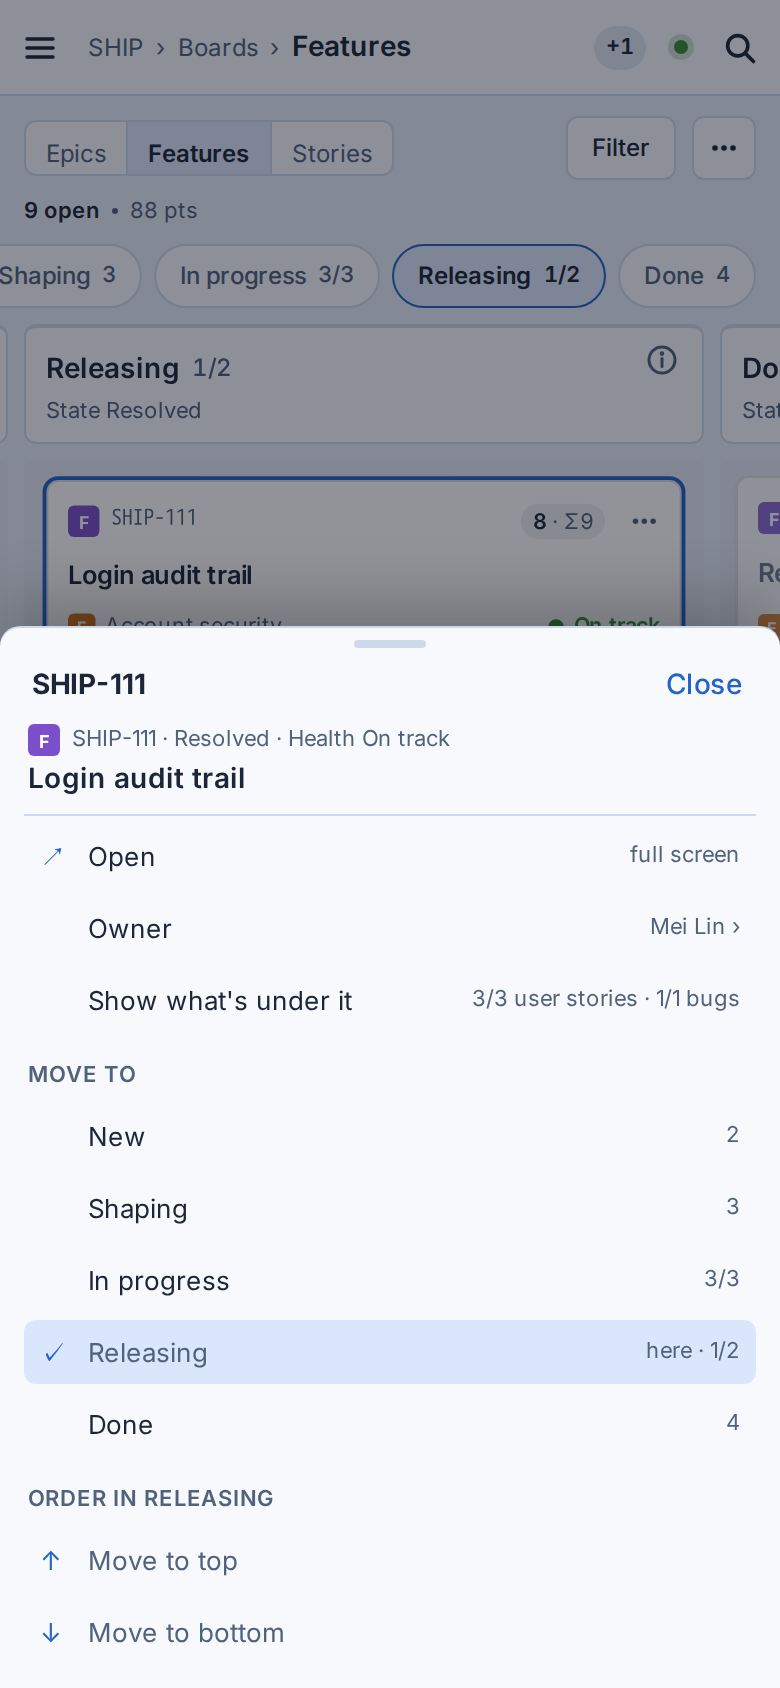 SHIP › Boards › Features +1
Epics Features Stories Filter •••
9 open • 88 pts
Shaping 3 In progress 3/3 Releasing 1/2 Done 4
Releasing 1/2
State Resolved
F SHIP-111 8 · Σ9 •••
Login audit trail
Account security On track
SHIP-111 Close
F SHIP-111 · Resolved · Health On track
Login audit trail
↗ Open full screen
Owner Mei Lin ›
Show what's under it 3/3 user stories · 1/1 bugs
MOVE TO
New 2
Shaping 3
In progress 3/3
✓ Releasing here · 1/2
Done 4
ORDER IN RELEASING
↑ Move to top
↓ Move to bottom